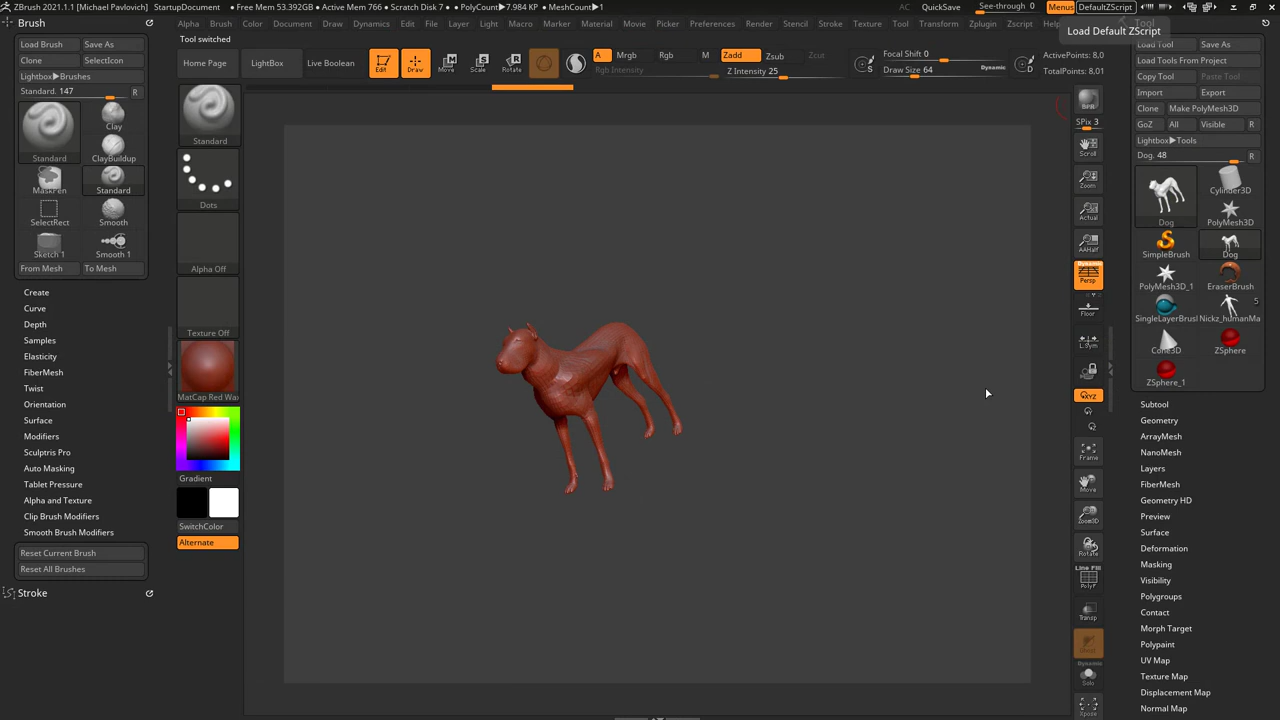 ZBrush 2021.1.1 [Michael Pavlovich] StartupDocument • Free Mem 53.392GB • Active Mem 766 • Scratch Disk 7 • PolyCount▶7.984 KP • MeshCount▶1
AC QuickSave See-through 0 Menus DefaultZScript
Brush
Alpha Brush Color Document Draw Dynamics Edit File Layer Light Macro Marker Material Movie Picker Preferences Render Stencil Stroke Texture Tool Transform Zplugin Zscript
Load Default ZScript
Tool
Tool switched
Load Brush Save As
Clone SelectIcon
Lightbox▶Brushes
Standard. 147 R
Standard
Clay
ClayBuildup
MaskPen
Standard
SelectRect
Smooth
Sketch 1
Smooth 1
From Mesh To Mesh
Create
Curve
Depth
Samples
Elasticity
FiberMesh
Twist
Orientation
Surface
Modifiers
Sculptris Pro
Auto Masking
Tablet Pressure
Alpha and Texture
Clip Brush Modifiers
Smooth Brush Modifiers
Reset Current Brush
Reset All Brushes
Stroke
Home Page LightBox Live Boolean
Edit Draw Move Scale Rotate
A Mrgb Rgb M
Rgb Intensity
Zadd Zsub Zcut
Z Intensity 25
S
Focal Shift 0
Draw Size 64 Dynamic
D
ActivePoints: 8,0
TotalPoints: 8,01
Standard
Dots
Alpha Off
Texture Off
MatCap Red Wax
Gradient
SwitchColor
Alternate
BPR
SPix 3
Scroll
Zoom
Actual
AAHalf
Dynamic
Persp
Floor
L.Sym
XYZ
Frame
Move
Zoom3D
Rotate
Line Fill
PolyF
Transp
Ghost
Dynamic
Solo
Xpose
Load Tool Save As
Load Tools From Project
Copy Tool Paste Tool
Import Export
Clone Make PolyMesh3D
GoZ All Visible R
Lightbox▶Tools
Dog. 48 R
Dog
Cylinder3D
PolyMesh3D
SimpleBrush
Dog
PolyMesh3D_1
EraserBrush
5
SingleLayerBrus
Nickz_humanMa
Cone3D
ZSphere
ZSphere_1
Subtool
Geometry
ArrayMesh
NanoMesh
Layers
FiberMesh
Geometry HD
Preview
Surface
Deformation
Masking
Visibility
Polygroups
Contact
Morph Target
Polypaint
UV Map
Texture Map
Displacement Map
Normal Map